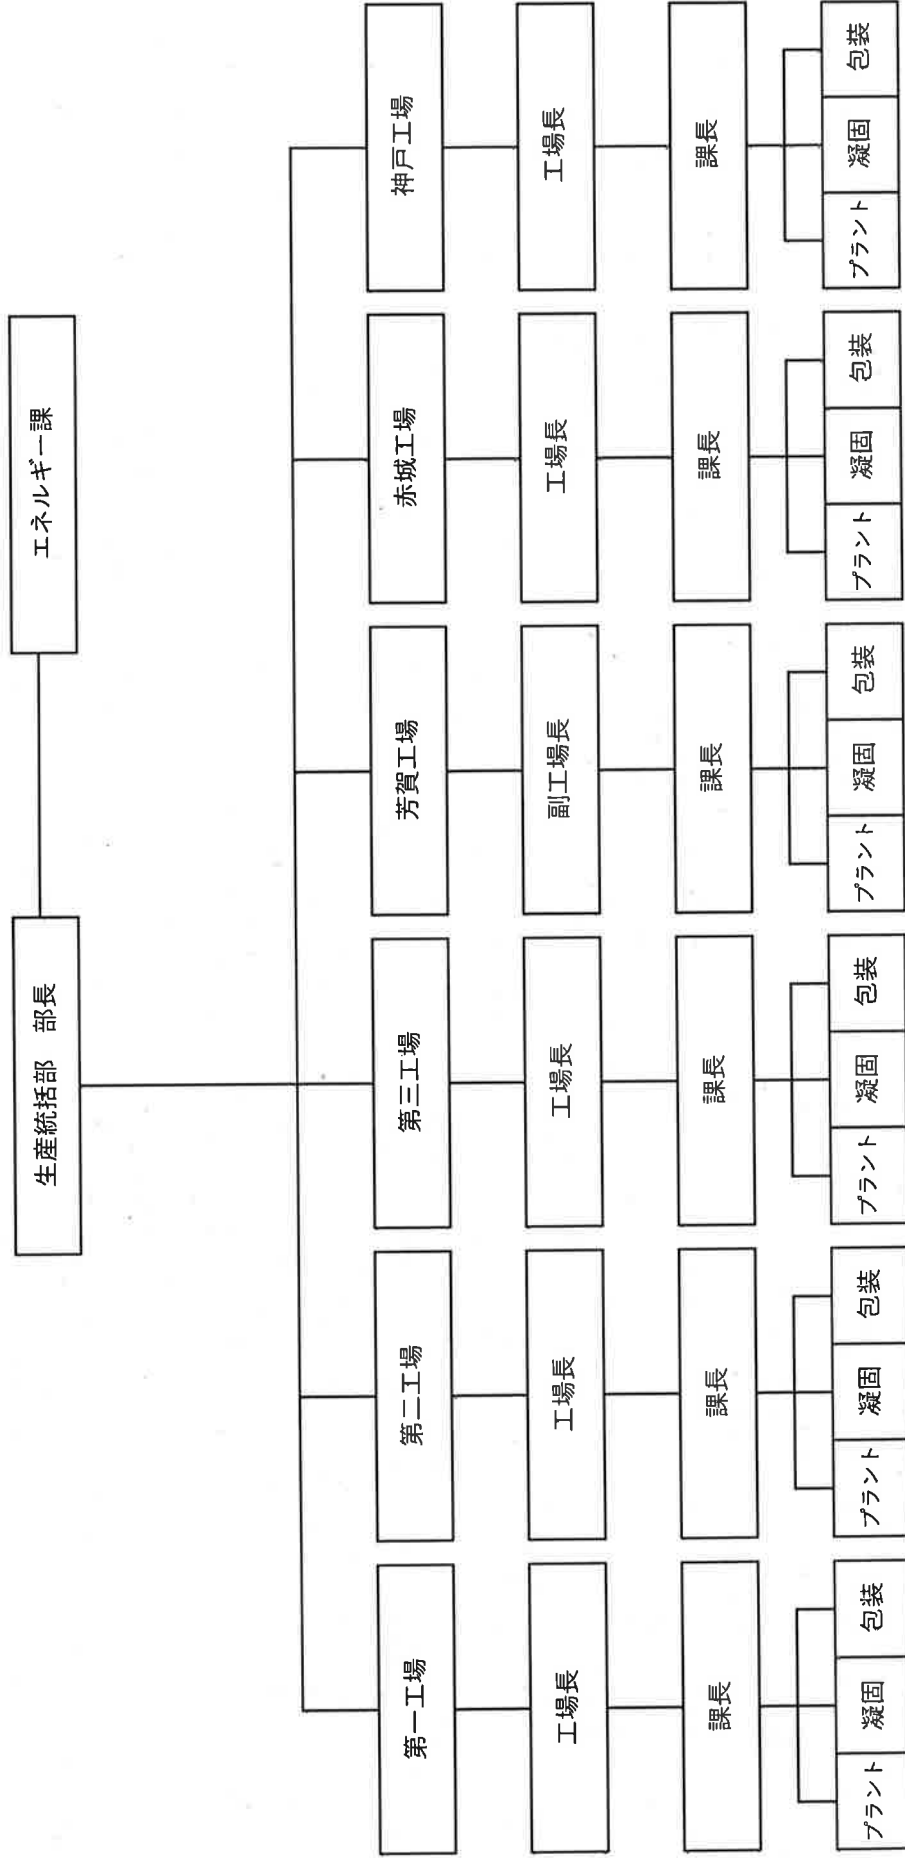 生産統括部　部長
エネルギー課
第一工場
第二工場
第三工場
芳賀工場
赤城工場
神戸工場
工場長
工場長
工場長
副工場長
工場長
工場長
課長
課長
課長
課長
課長
課長
プラント
凝固
包装
プラント
凝固
包装
プラント
凝固
包装
プラント
凝固
包装
プラント
凝固
包装
プラント
凝固
包装